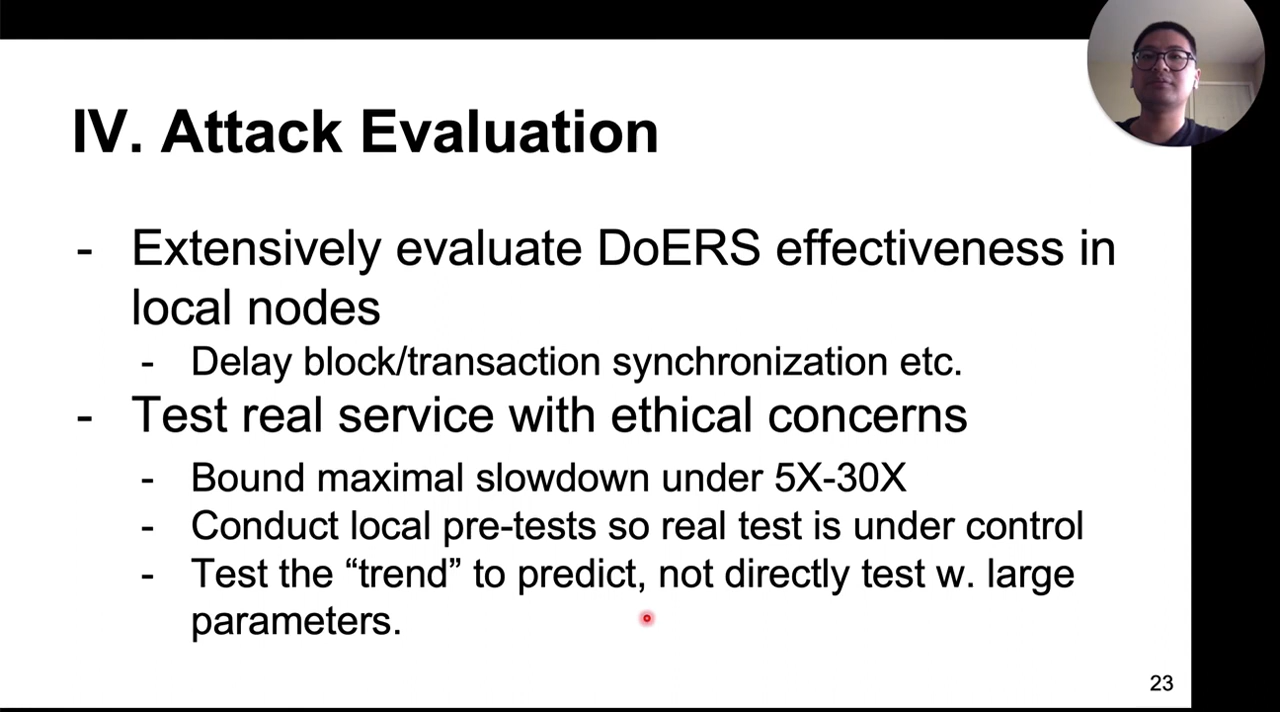 IV. Attack Evaluation
- Extensively evaluate DoERS effectiveness in
local nodes
- Delay block/transaction synchronization etc.
- Test real service with ethical concerns
- Bound maximal slowdown under 5X-30X
- Conduct local pre-tests so real test is under control
- Test the “trend” to predict, not directly test w. large
parameters.
23